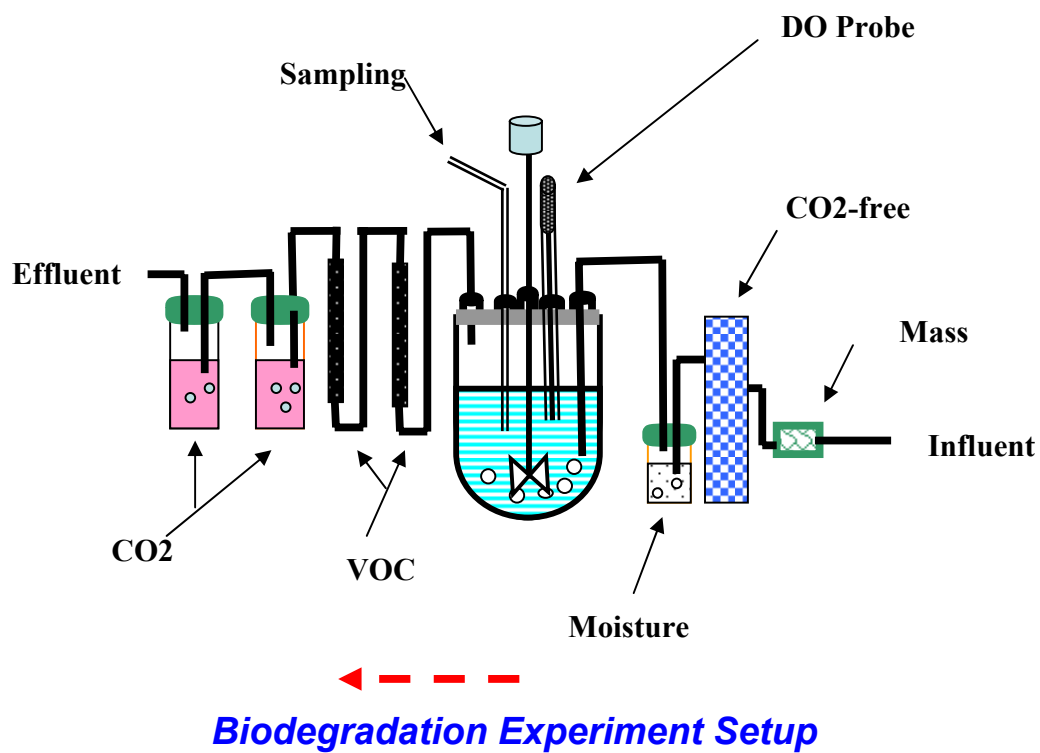 DO Probe
Sampling
CO2-free
Effluent
Mass
Influent
CO2
VOC
Moisture
Biodegradation Experiment Setup